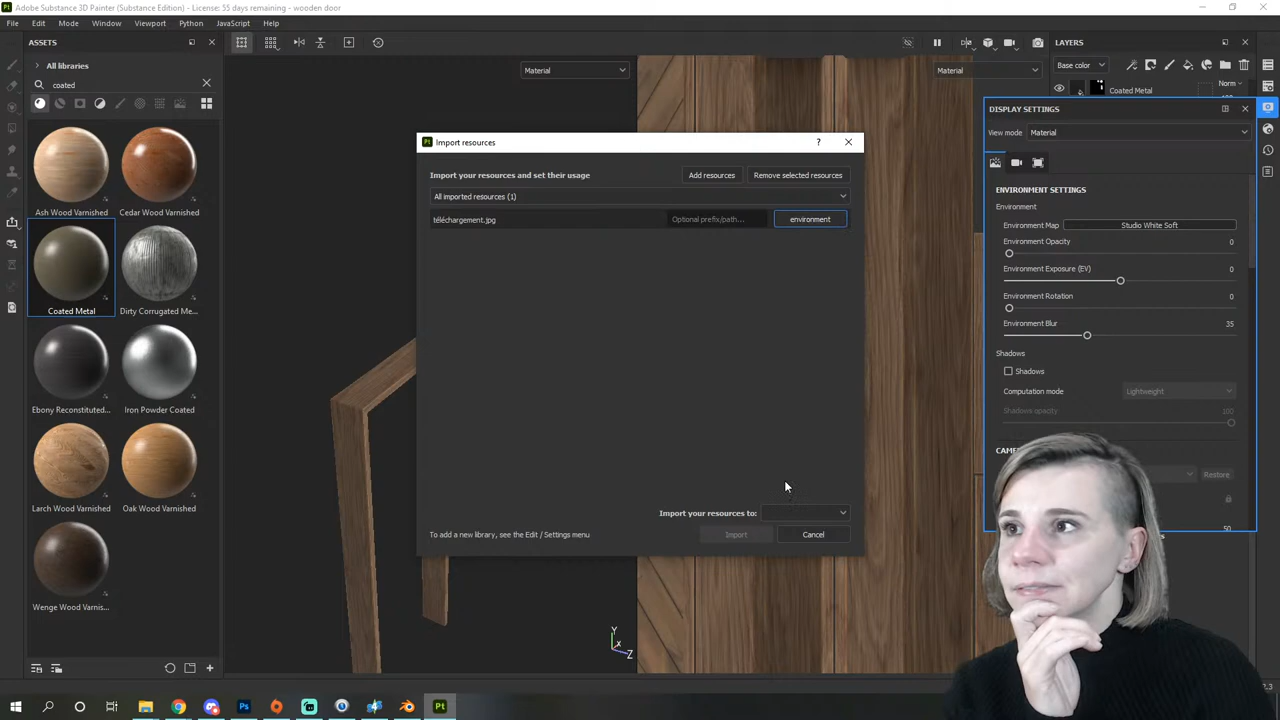 Adobe Substance 3D Painter (Substance Edition) - License: 55 days remaining - wooden door
File Edit Mode Window Viewport Python JavaScript Help
ASSETS
All libraries
coated
Ash Wood Varnished
Cedar Wood Varnished
Coated Metal
Dirty Corrugated Me...
Ebony Reconstituted...
Iron Powder Coated
Larch Wood Varnished
Oak Wood Varnished
Wenge Wood Varnis...
Material
Material
Import resources
?
Import your resources and set their usage
Add resources
Remove selected resources
All imported resources (1)
téléchargement.jpg
Optional prefix/path...
environment
Import your resources to:
To add a new library, see the Edit / Settings menu
Import
Cancel
Y
X
Z
LAYERS
Base color
Norm
Coated Metal
DISPLAY SETTINGS
View mode
Material
ENVIRONMENT SETTINGS
Environment
Environment Map
Studio White Soft
Environment Opacity
0
Environment Exposure (EV)
0
Environment Rotation
0
Environment Blur
35
Shadows
Shadows
Computation mode
Lightweight
Shadows opacity
100
Restore
50
Pt